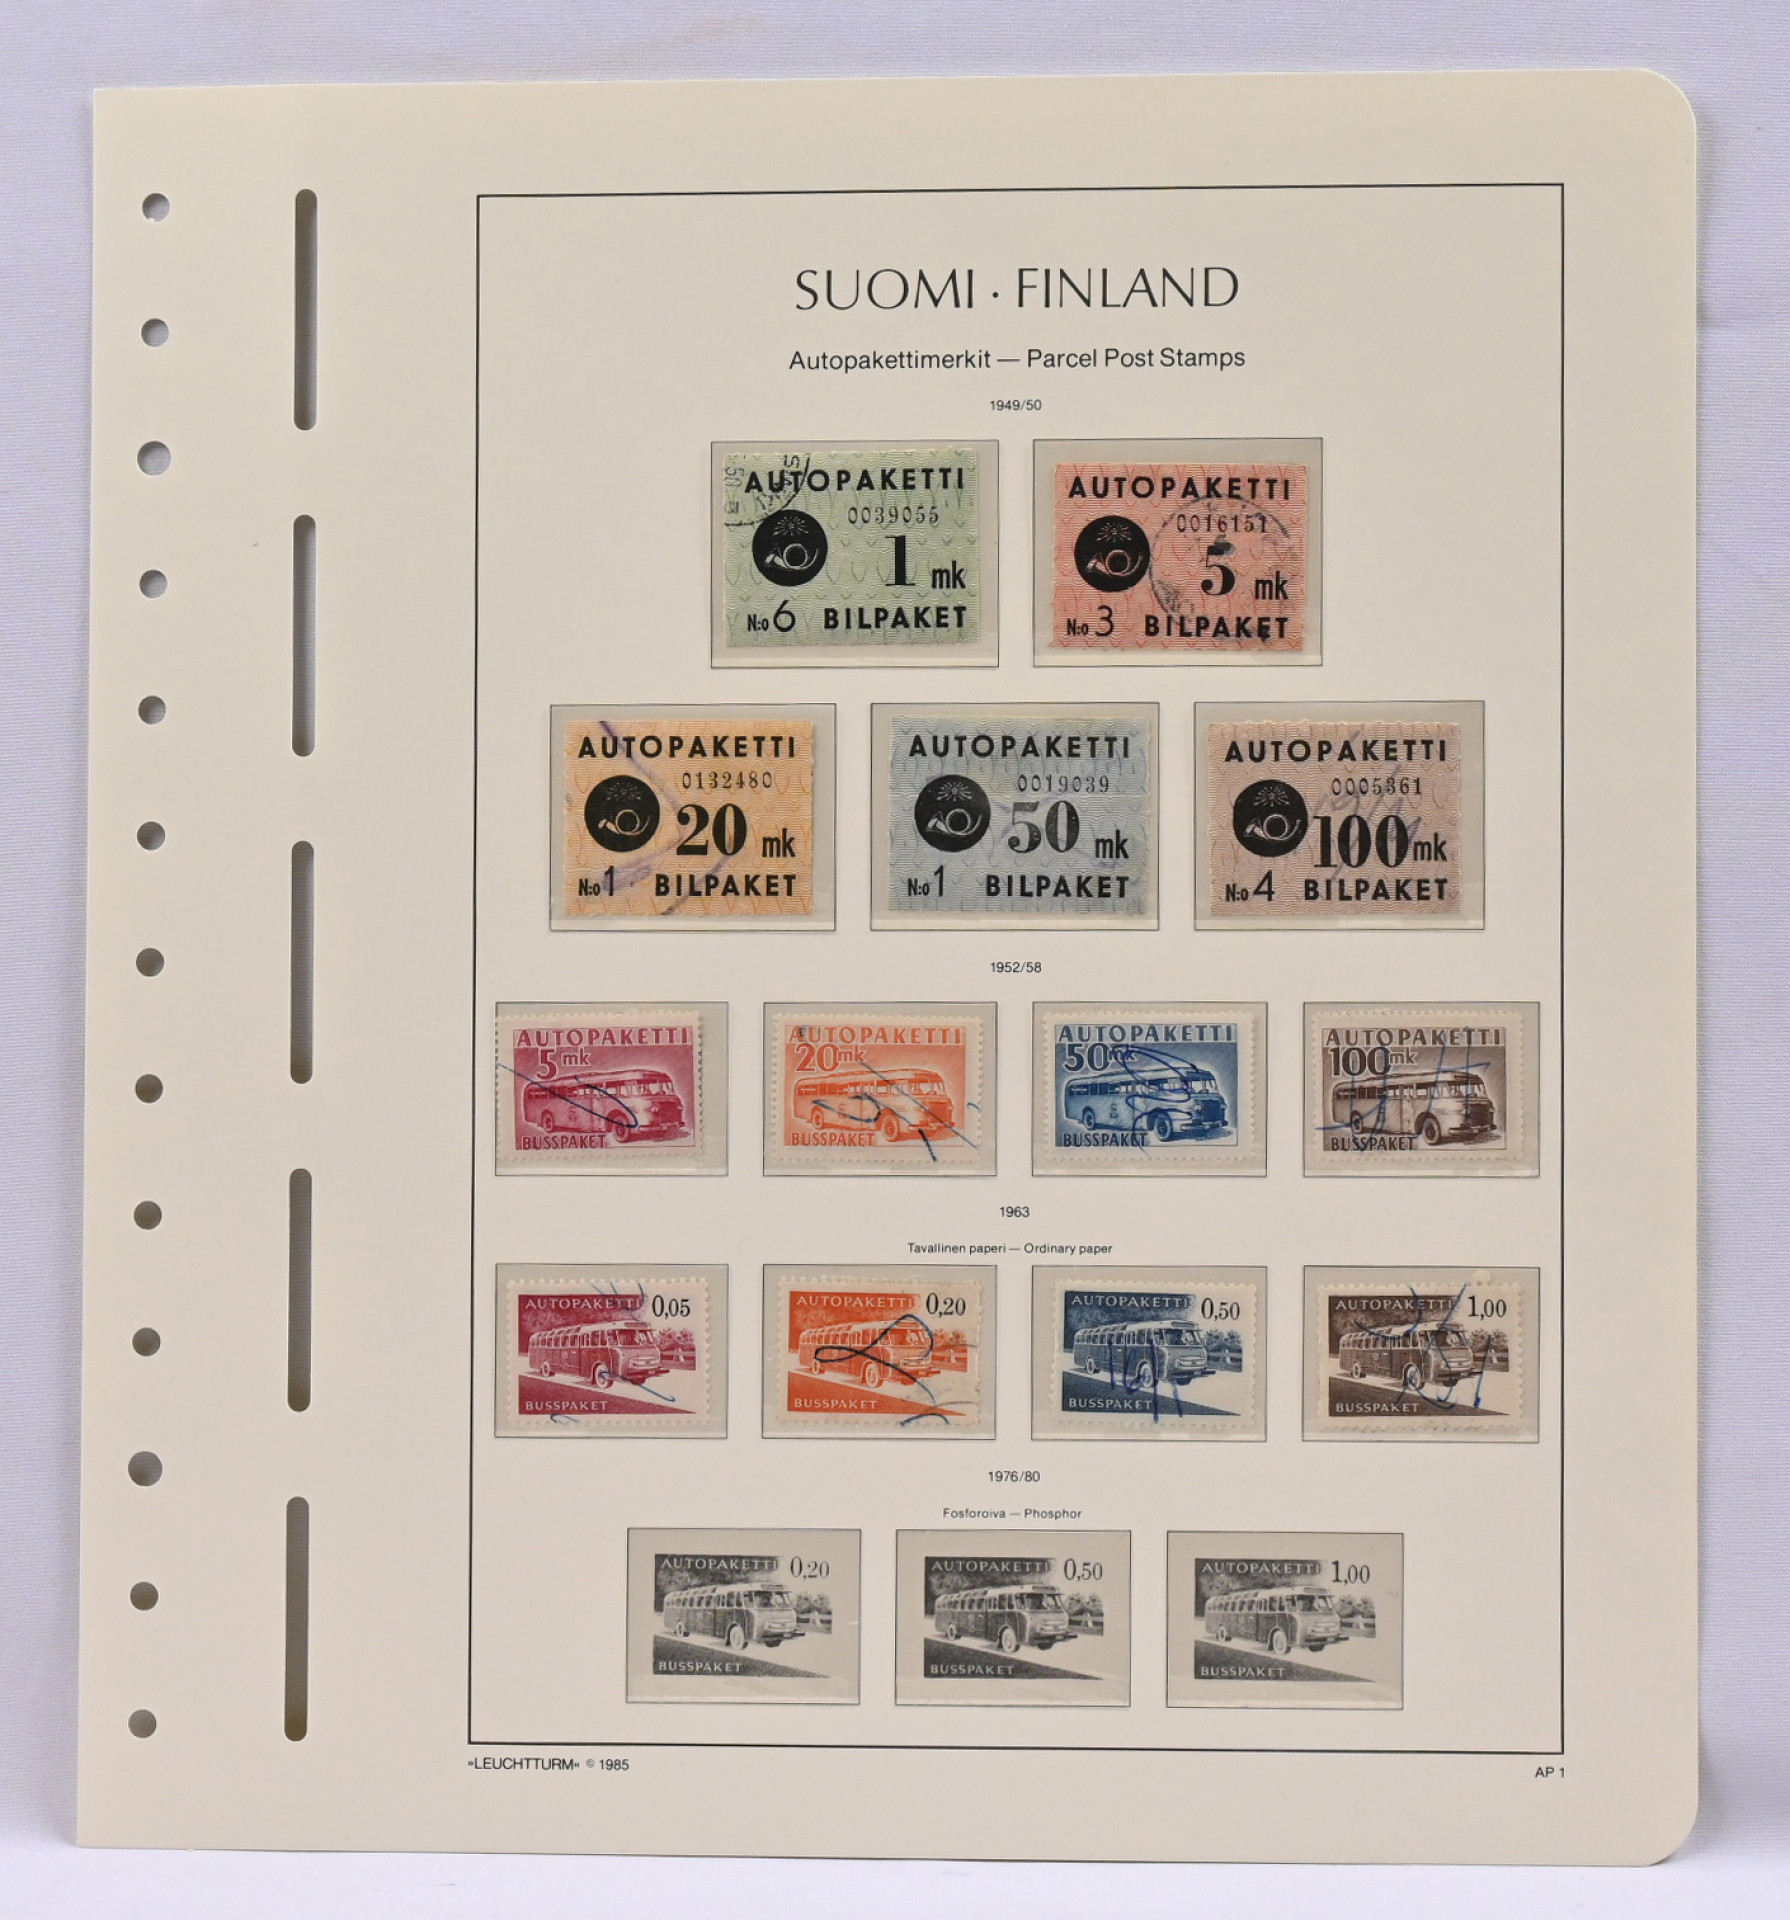 SUOMI · FINLAND
Autopakettimerkit — Parcel Post Stamps
1949/50
AUTOPAKETTI
0039055
1 mk
N:o 6 BILPAKET
AUTOPAKETTI
0016151
5 mk
N:o 3 BILPAKET
AUTOPAKETTI
0132480
20 mk
N:o 1 BILPAKET
AUTOPAKETTI
0019039
50 mk
N:o 1 BILPAKET
AUTOPAKETTI
0005361
100 mk
N:o 4 BILPAKET
1952/58
AUTOPAKETTI
5 mk
BUSSPAKET
AUTOPAKETTI
20 mk
BUSSPAKET
AUTOPAKETTI
50 mk
BUSSPAKET
AUTOPAKETTI
100 mk
BUSSPAKET
1963
Tavallinen paperi — Ordinary paper
AUTOPAKETTI 0,05
BUSSPAKET
AUTOPAKETTI 0,20
BUSSPAKET
AUTOPAKETTI 0,50
BUSSPAKET
AUTOPAKETTI 1,00
BUSSPAKET
1976/80
Fosforoiva — Phosphor
AUTOPAKETTI 0,20
BUSSPAKET
AUTOPAKETTI 0,50
BUSSPAKET
AUTOPAKETTI 1,00
BUSSPAKET
»LEUCHTTURM« © 1985
AP 1